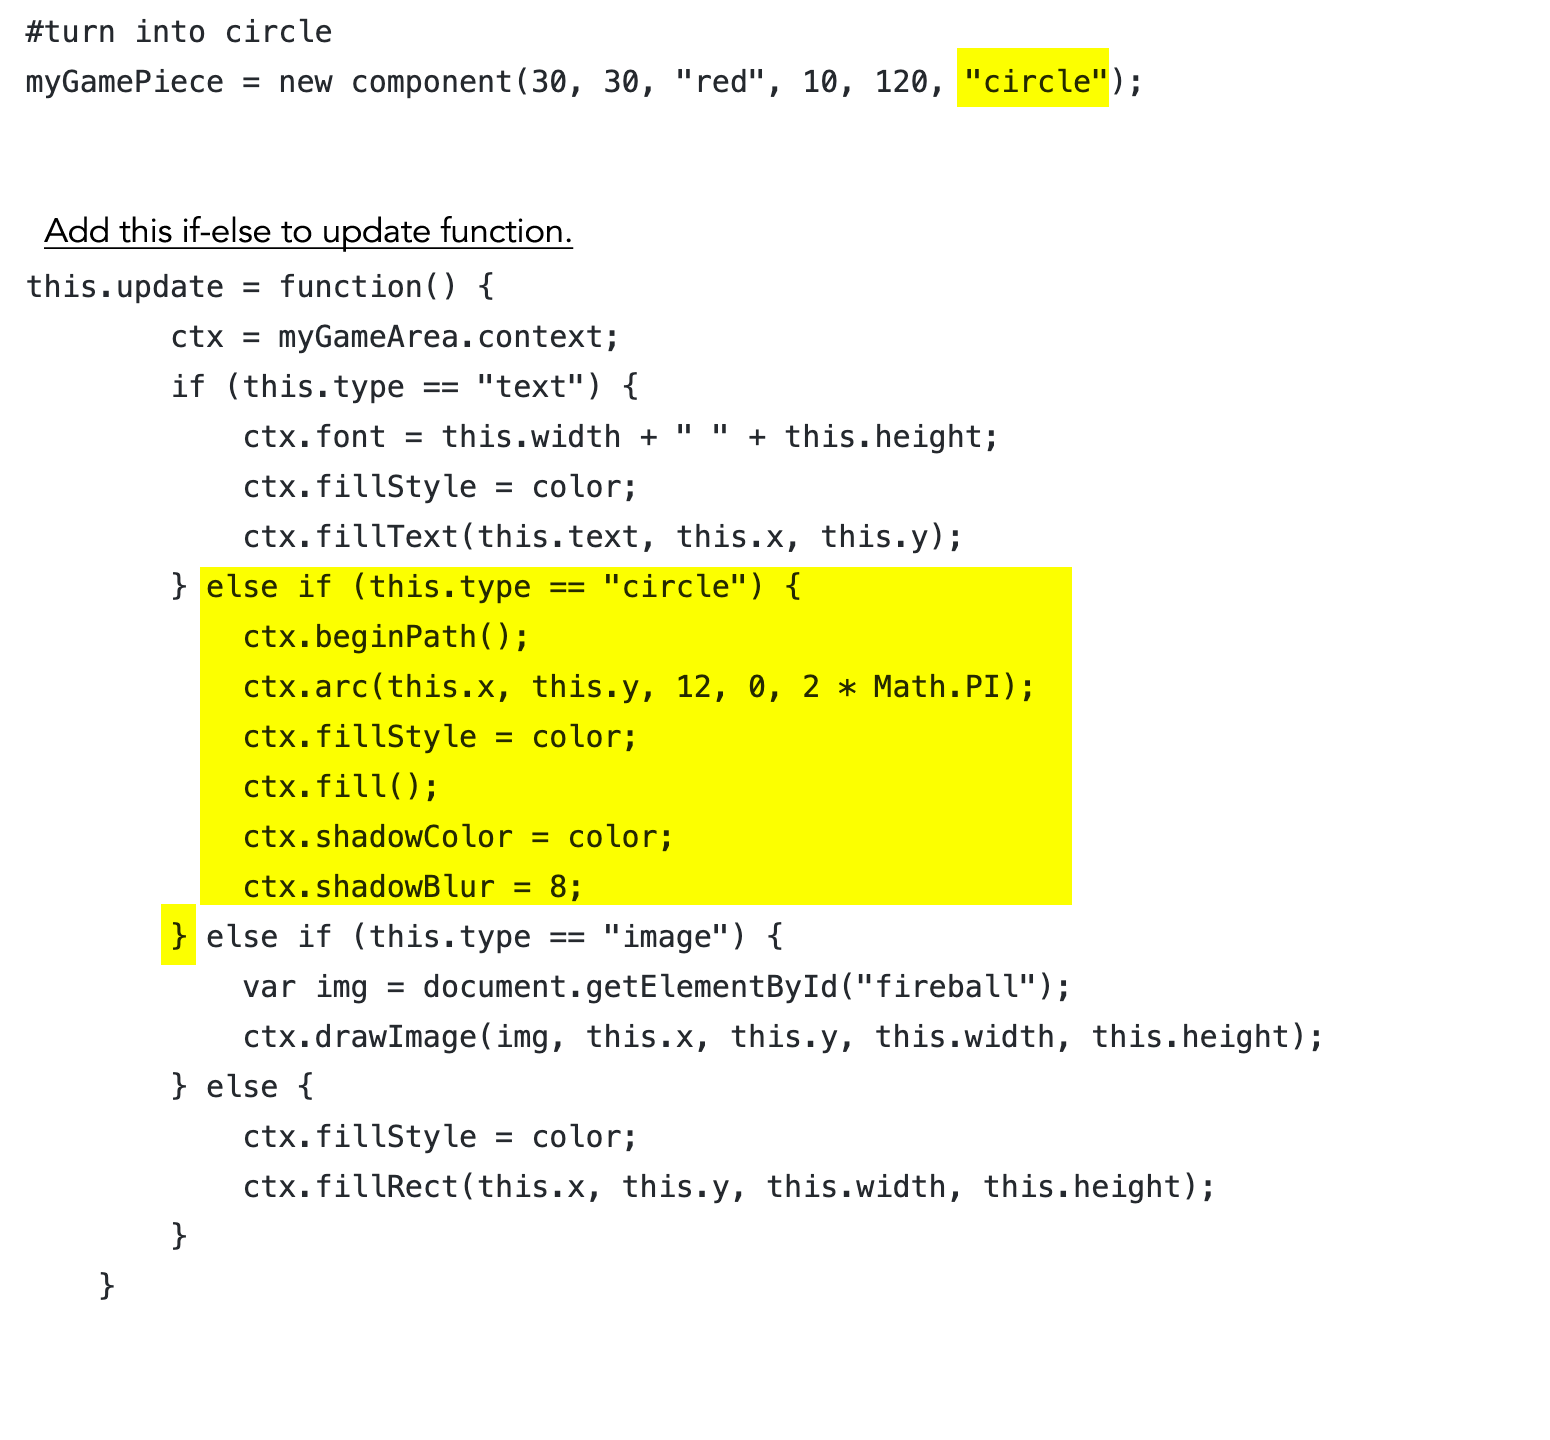 #turn into circle
myGamePiece = new component(30, 30, "red", 10, 120, "circle");
Add this if-else to update function.
this.update = function() {
        ctx = myGameArea.context;
        if (this.type == "text") {
            ctx.font = this.width + " " + this.height;
            ctx.fillStyle = color;
            ctx.fillText(this.text, this.x, this.y);
        } else if (this.type == "circle") {
            ctx.beginPath();
            ctx.arc(this.x, this.y, 12, 0, 2 * Math.PI);
            ctx.fillStyle = color;
            ctx.fill();
            ctx.shadowColor = color;
            ctx.shadowBlur = 8;
        } else if (this.type == "image") {
            var img = document.getElementById("fireball");
            ctx.drawImage(img, this.x, this.y, this.width, this.height);
        } else {
            ctx.fillStyle = color;
            ctx.fillRect(this.x, this.y, this.width, this.height);
        }
    }